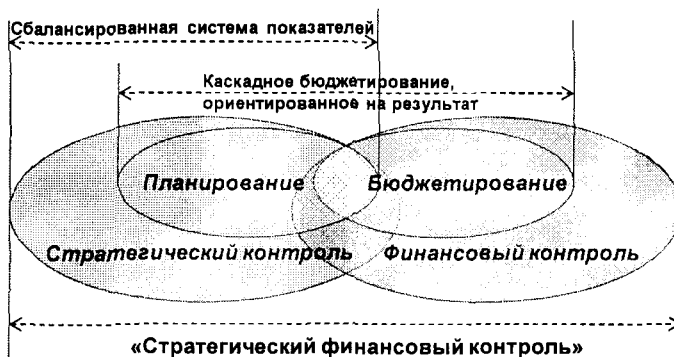 Сбалансированная система показателей
Каскадное бюджетирование,
ориентированное на результат
Планирование
Бюджетирование
Стратегический контроль
Финансовый контроль
«Стратегический финансовый контроль»